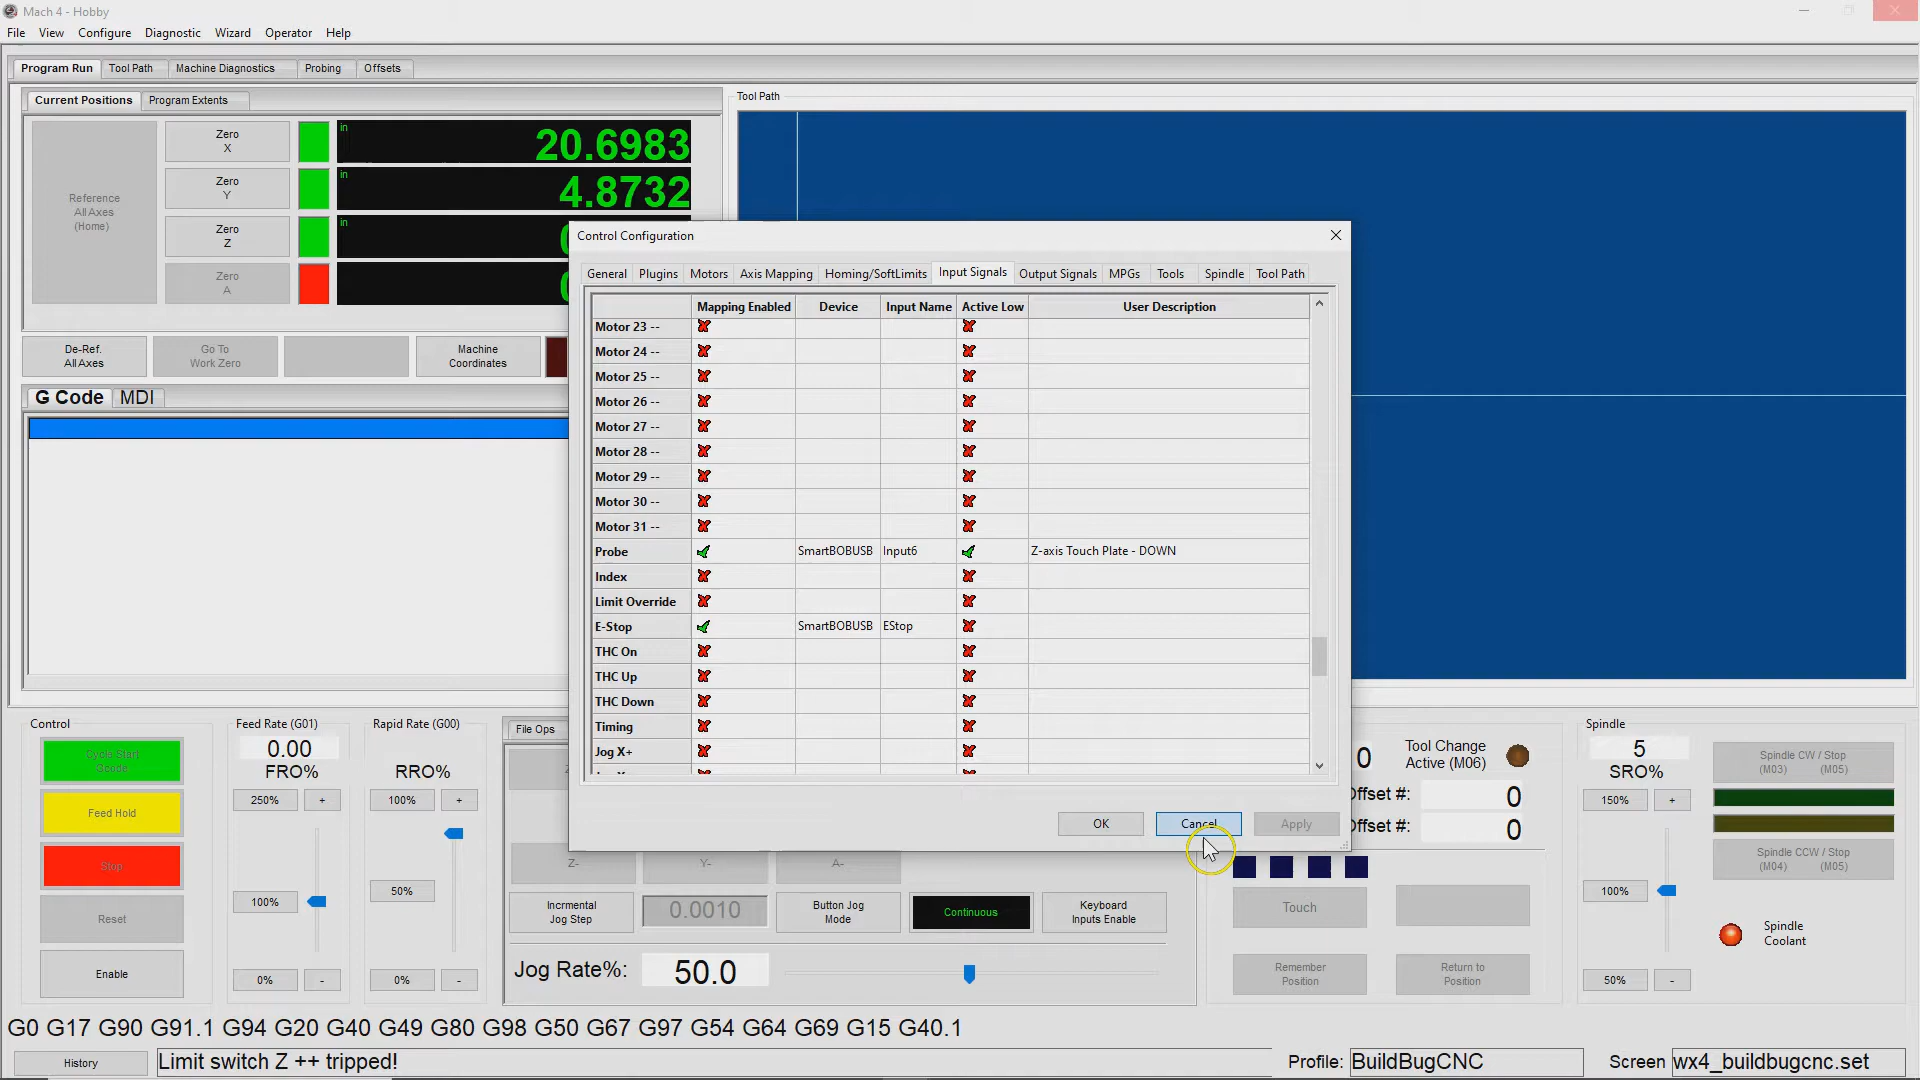 Mach 4 - Hobby
File View Configure Diagnostic Wizard Operator Help
Program Run Tool Path Machine Diagnostics Probing Offsets
Current Positions Program Extents
Tool Path
Reference
All Axes
(Home)
Zero
X
in
20.6983
Zero
Y
in
4.8732
Zero
Z
in
Zero
A
De-Ref.
All Axes
Go To
Work Zero
Machine
Coordinates
G Code MDI
Control Configuration
General Plugins Motors Axis Mapping Homing/SoftLimits Input Signals Output Signals MPGs Tools Spindle Tool Path
Mapping Enabled Device Input Name Active Low User Description
Motor 23 --
Motor 24 --
Motor 25 --
Motor 26 --
Motor 27 --
Motor 28 --
Motor 29 --
Motor 30 --
Motor 31 --
Probe SmartBOBUSB Input6 Z-axis Touch Plate - DOWN
Index
Limit Override
E-Stop SmartBOBUSB EStop
THC On
THC Up
THC Down
Timing
Jog X+
OK Cancel Apply
Control
Cycle Start
Gcode
Feed Hold
Stop
Reset
Enable
Feed Rate (G01)
0.00
FRO%
250% +
100%
0% -
Rapid Rate (G00)
RRO%
100% +
50%
0% -
File Ops
Z- Y- A-
Incrmental
Jog Step
0.0010
Button Jog
Mode
Continuous
Keyboard
Inputs Enable
Jog Rate%: 50.0
0
Tool Change
Active (M06)
Offset #: 0
Offset #: 0
Touch
Remember
Position
Return to
Position
Spindle
5
SRO%
150% +
100%
50% -
Spindle CW / Stop
(M03) (M05)
Spindle CCW / Stop
(M04) (M05)
Spindle
Coolant
G0 G17 G90 G91.1 G94 G20 G40 G49 G80 G98 G50 G67 G97 G54 G64 G69 G15 G40.1
History Limit switch Z ++ tripped! Profile: BuildBugCNC Screen wx4_buildbugcnc.set